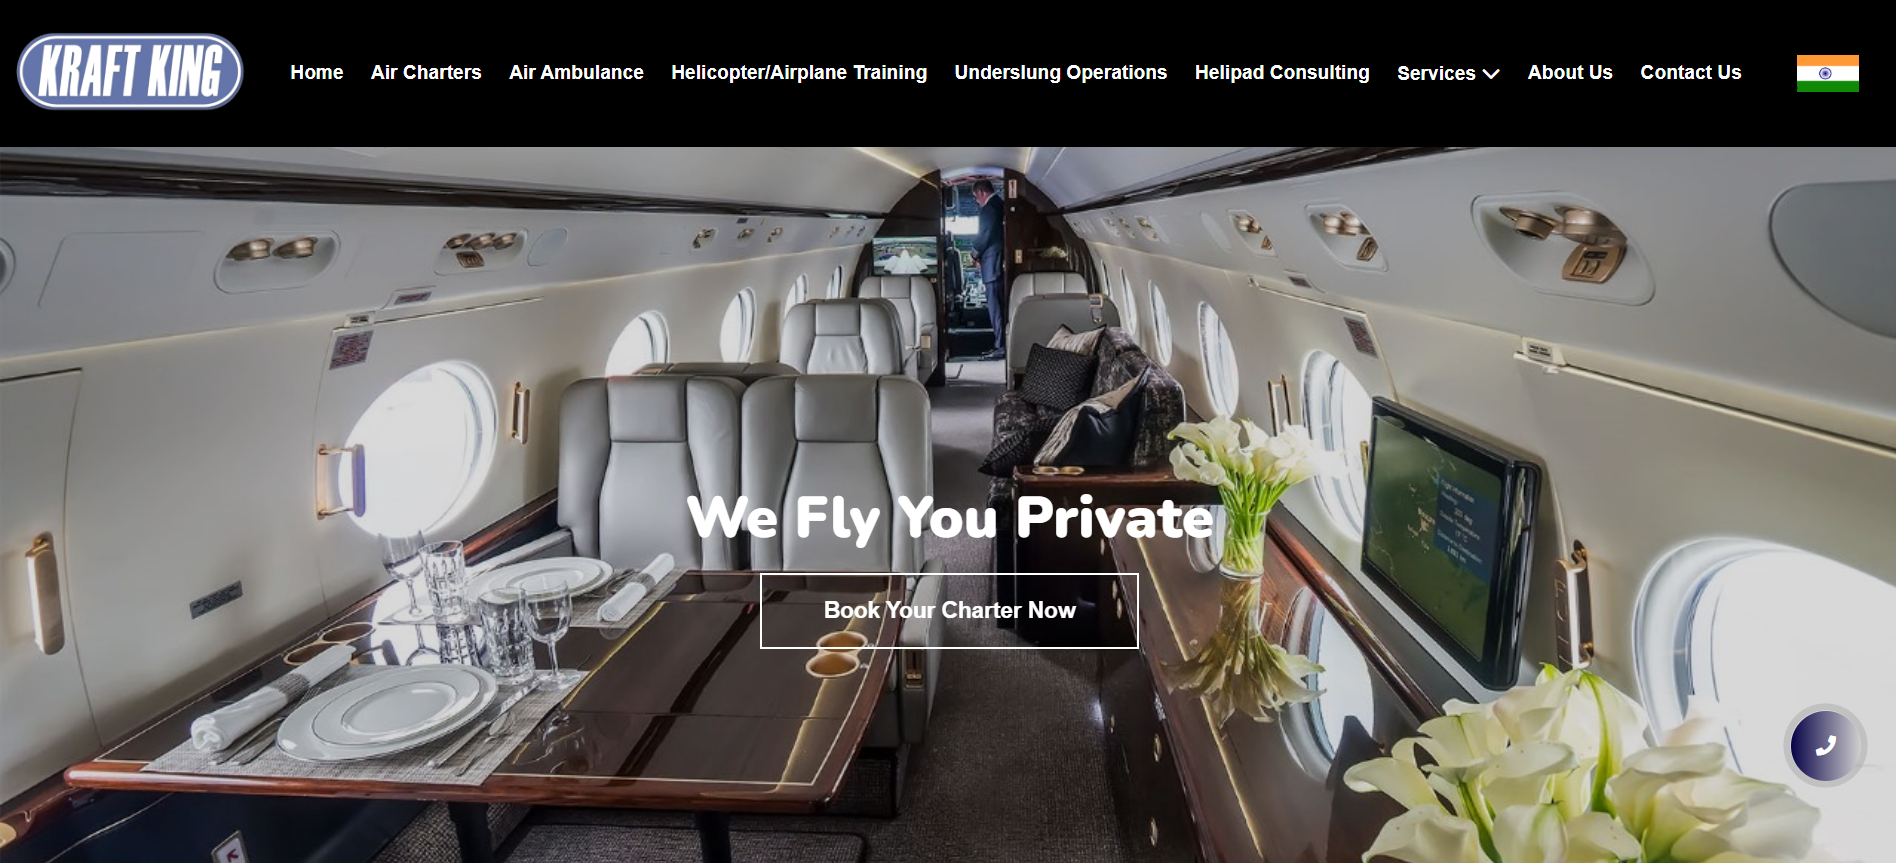 KRAFT KING
Home Air Charters Air Ambulance Helicopter/Airplane Training Underslung Operations Helipad Consulting Services About Us Contact Us
We Fly You Private
Book Your Charter Now